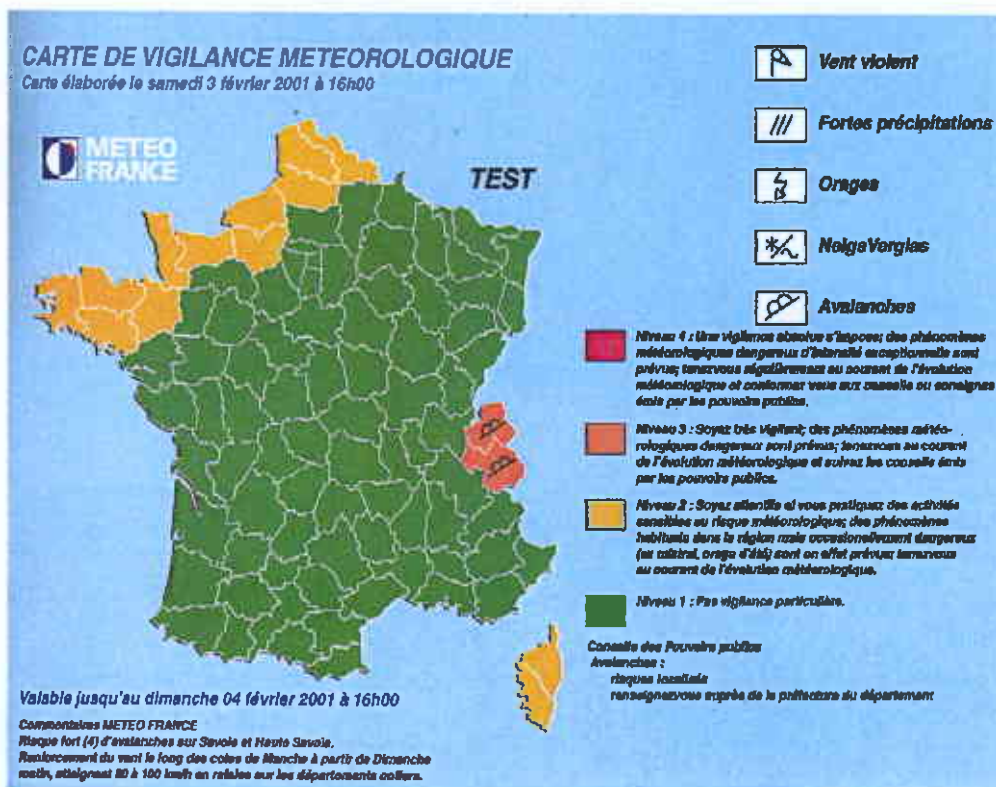 CARTE DE VIGILANCE METEOROLOGIQUE
Carte élaborée le samedi 3 février 2001 à 16h00
METEO
FRANCE
TEST
Vent violent
Fortes précipitations
Orages
Neige/Verglas
Avalanches
Niveau 4 : Une vigilance absolue s'impose; des phénomènes
météorologiques dangereux d'intensité exceptionnelle sont
prévus; tenez-vous régulièrement au courant de l'évolution
météorologique et conformez vous aux conseils ou consignes
émis par les pouvoirs publics.
Niveau 3 : Soyez très vigilant; des phénomènes météo-
rologiques dangereux sont prévus; tenez-vous au courant
de l'évolution météorologique et suivez les conseils émis
par les pouvoirs publics.
Niveau 2 : Soyez attentifs si vous pratiquez des activités
sensibles au risque météorologique; des phénomènes
habituels dans la région mais occasionnellement dangereux
(ex mistral, orage d'été) sont en effet prévus; tenez-vous
au courant de l'évolution météorologique.
Niveau 1 : Pas vigilance particulière.
Conseils des Pouvoirs publics
Avalanches :
risques localisés
renseignez-vous auprès de la préfecture du département
Valable jusqu'au dimanche 04 février 2001 à 16h00
Commentaires METEO FRANCE
Risque fort (4) d'avalanches sur Savoie et Haute Savoie.
Renforcement du vent le long des cotes de Manche à partir de Dimanche
matin, atteignant 80 à 100 km/h en rafales sur les départements cotiers.